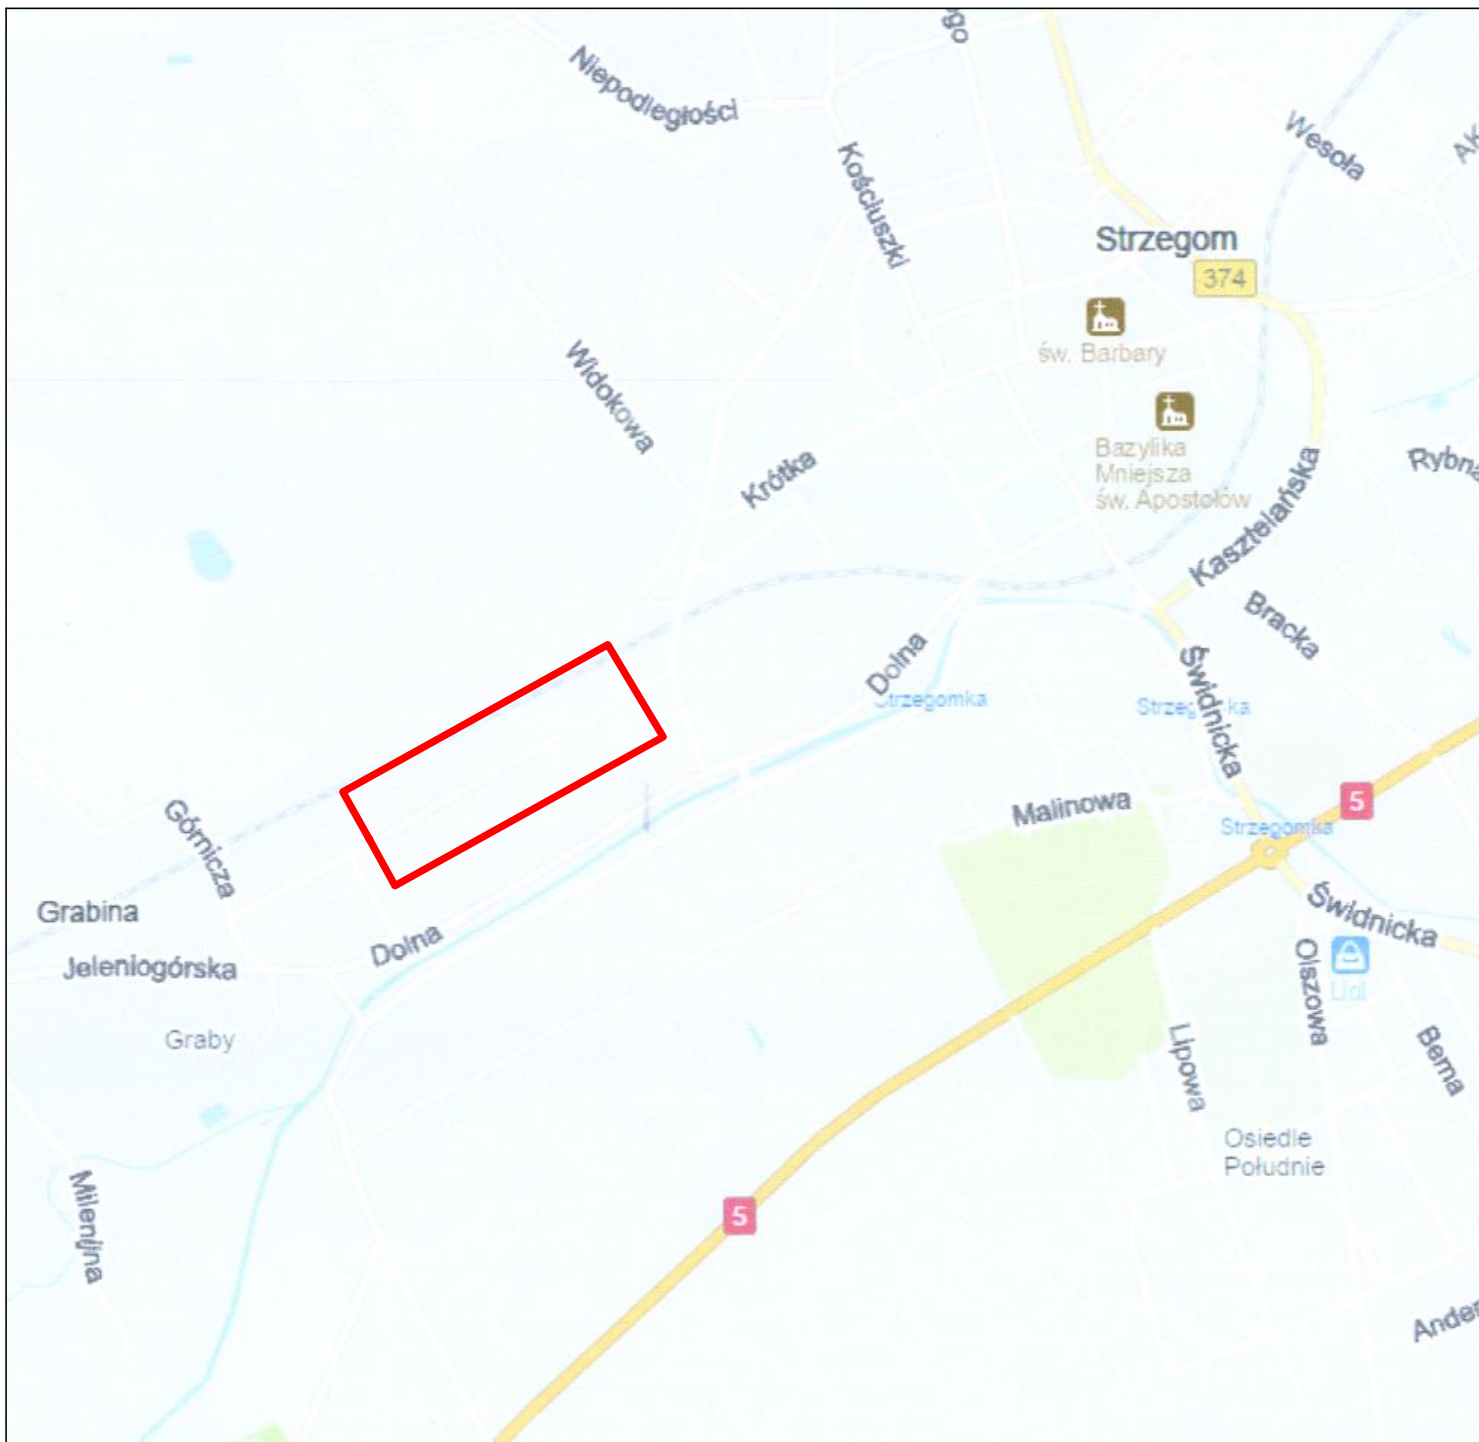 Niepodległości
Kościuszki
Wesoła
Strzegom
374
św. Barbary
Widokowa
Krótka
Bazylika
Mniejsza
św. Apostołów
Rybna
Kasztelańska
Bracka
Dolna
Strzegomka
Świdnicka
Malinowa
5
Strzegomka
Górnicza
Grabina
Jeleniogórska
Dolna
Świdnicka
Olszowa
Lidl
Graby
Lipowa
Bema
Osiedle
Południe
Milenijna
5